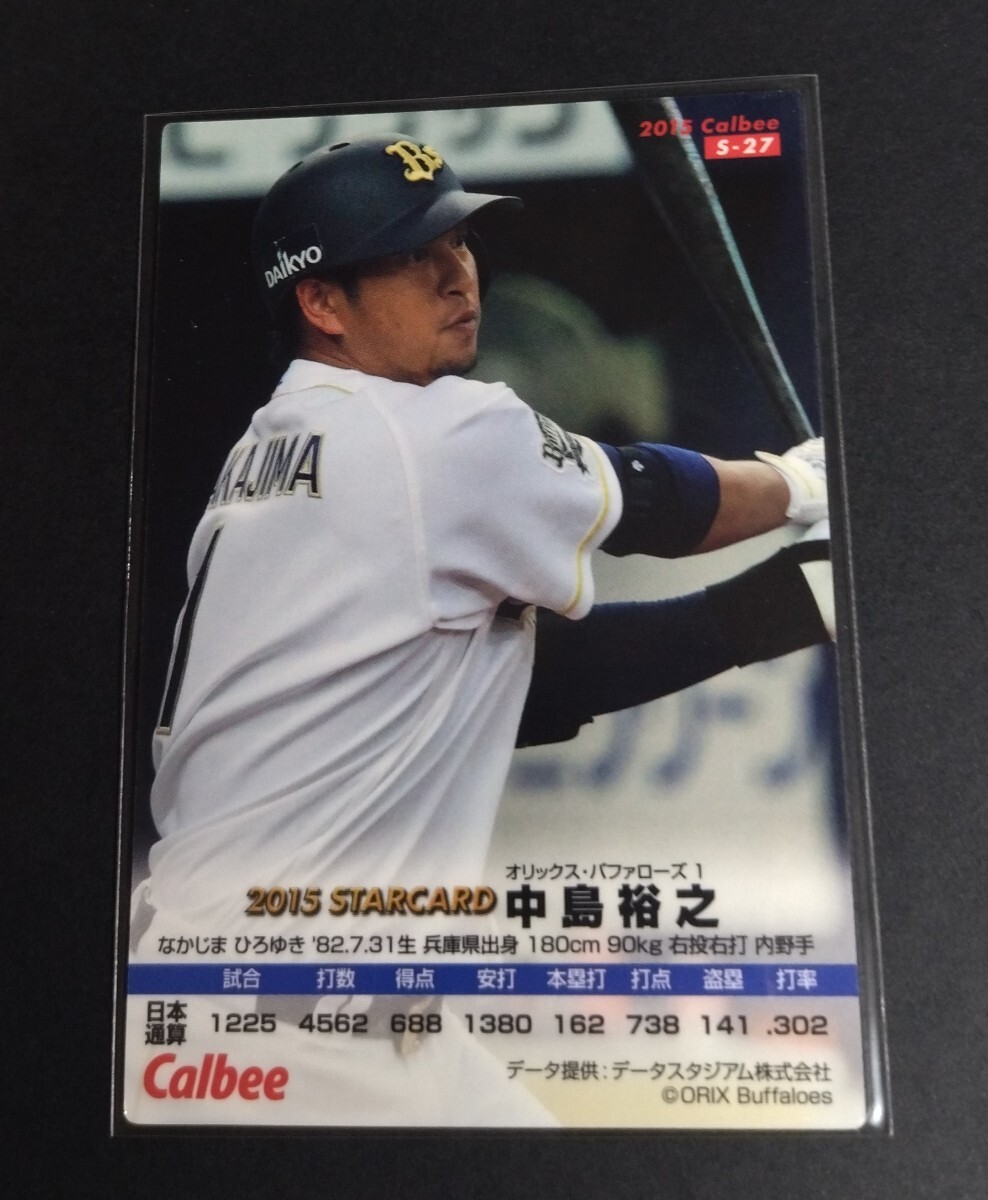 2015 Calbee
S-27
Bs
DAIKYO
AKAJIMA
1
オリックス・バファローズ 1
2015 STARCARD 中島裕之
なかじま ひろゆき '82.7.31生 兵庫県出身 180cm 90kg 右投右打 内野手
試合 打数 得点 安打 本塁打 打点 盗塁 打率
日本通算 1225 4562 688 1380 162 738 141 .302
Calbee
データ提供:データスタジアム株式会社
©ORIX Buffaloes